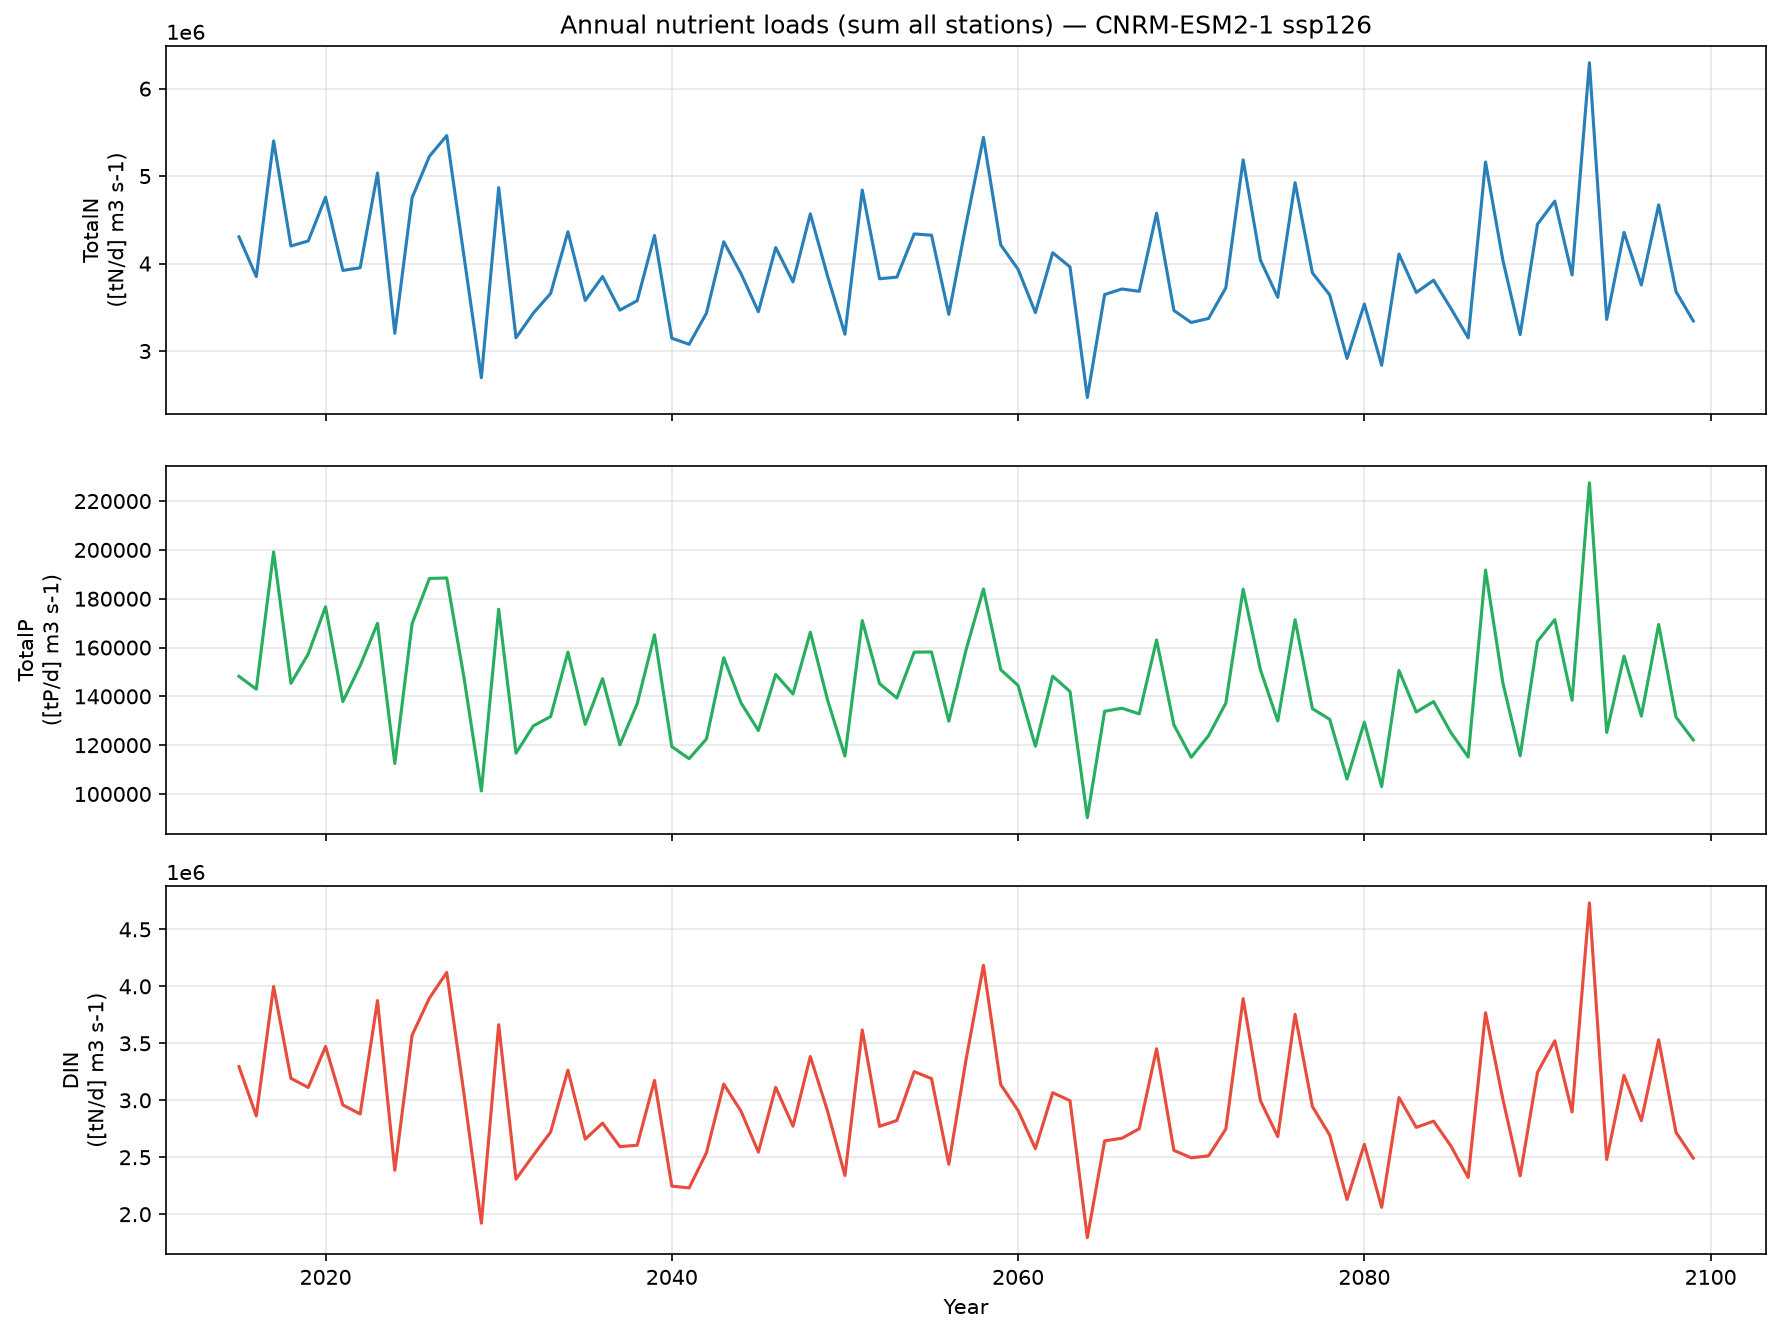 Annual nutrient loads (sum all stations) — CNRM-ESM2-1 ssp126
1e6
6
5
4
3
TotalN
([tN/d] m3 s-1)
220000
200000
180000
160000
140000
120000
100000
TotalP
([tP/d] m3 s-1)
1e6
4.5
4.0
3.5
3.0
2.5
2.0
DIN
([tN/d] m3 s-1)
2020
2040
2060
2080
2100
Year